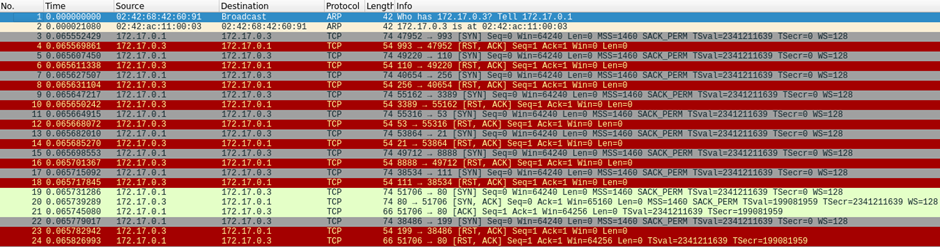 No. Time Source Destination Protocol Length Info
1 0.000000000 02:42:68:42:60:91 Broadcast ARP 42 Who has 172.17.0.3? Tell 172.17.0.1
2 0.000021080 02:42:ac:11:00:03 02:42:68:42:60:91 ARP 42 172.17.0.3 is at 02:42:ac:11:00:03
3 0.065552429 172.17.0.1 172.17.0.3 TCP 74 47952 → 993 [SYN] Seq=0 Win=64240 Len=0 MSS=1460 SACK_PERM TSval=2341211639 TSecr=0 WS=128
4 0.065569861 172.17.0.3 172.17.0.1 TCP 54 993 → 47952 [RST, ACK] Seq=1 Ack=1 Win=0 Len=0
5 0.065607450 172.17.0.1 172.17.0.3 TCP 74 49220 → 110 [SYN] Seq=0 Win=64240 Len=0 MSS=1460 SACK_PERM TSval=2341211639 TSecr=0 WS=128
6 0.065611338 172.17.0.3 172.17.0.1 TCP 54 110 → 49220 [RST, ACK] Seq=1 Ack=1 Win=0 Len=0
7 0.065627507 172.17.0.1 172.17.0.3 TCP 74 40654 → 256 [SYN] Seq=0 Win=64240 Len=0 MSS=1460 SACK_PERM TSval=2341211639 TSecr=0 WS=128
8 0.065631104 172.17.0.3 172.17.0.1 TCP 54 256 → 40654 [RST, ACK] Seq=1 Ack=1 Win=0 Len=0
9 0.065647217 172.17.0.1 172.17.0.3 TCP 74 55162 → 3389 [SYN] Seq=0 Win=64240 Len=0 MSS=1460 SACK_PERM TSval=2341211639 TSecr=0 WS=128
10 0.065650242 172.17.0.3 172.17.0.1 TCP 54 3389 → 55162 [RST, ACK] Seq=1 Ack=1 Win=0 Len=0
11 0.065664915 172.17.0.1 172.17.0.3 TCP 74 55316 → 53 [SYN] Seq=0 Win=64240 Len=0 MSS=1460 SACK_PERM TSval=2341211639 TSecr=0 WS=128
12 0.065668072 172.17.0.3 172.17.0.1 TCP 54 53 → 55316 [RST, ACK] Seq=1 Ack=1 Win=0 Len=0
13 0.065682010 172.17.0.1 172.17.0.3 TCP 74 53864 → 21 [SYN] Seq=0 Win=64240 Len=0 MSS=1460 SACK_PERM TSval=2341211639 TSecr=0 WS=128
14 0.065685270 172.17.0.3 172.17.0.1 TCP 54 21 → 53864 [RST, ACK] Seq=1 Ack=1 Win=0 Len=0
15 0.065698553 172.17.0.1 172.17.0.3 TCP 74 49712 → 8888 [SYN] Seq=0 Win=64240 Len=0 MSS=1460 SACK_PERM TSval=2341211639 TSecr=0 WS=128
16 0.065701367 172.17.0.3 172.17.0.1 TCP 54 8888 → 49712 [RST, ACK] Seq=1 Ack=1 Win=0 Len=0
17 0.065715092 172.17.0.1 172.17.0.3 TCP 74 38534 → 111 [SYN] Seq=0 Win=64240 Len=0 MSS=1460 SACK_PERM TSval=2341211639 TSecr=0 WS=128
18 0.065717845 172.17.0.3 172.17.0.1 TCP 54 111 → 38534 [RST, ACK] Seq=1 Ack=1 Win=0 Len=0
19 0.065731286 172.17.0.1 172.17.0.3 TCP 74 51706 → 80 [SYN] Seq=0 Win=64240 Len=0 MSS=1460 SACK_PERM TSval=2341211639 TSecr=0 WS=128
20 0.065739289 172.17.0.3 172.17.0.1 TCP 74 80 → 51706 [SYN, ACK] Seq=0 Ack=1 Win=65160 Len=0 MSS=1460 SACK_PERM TSval=199081959 TSecr=2341211639 WS=128
21 0.065745080 172.17.0.1 172.17.0.3 TCP 66 51706 → 80 [ACK] Seq=1 Ack=1 Win=64256 Len=0 TSval=2341211639 TSecr=199081959
22 0.065779017 172.17.0.1 172.17.0.3 TCP 74 38486 → 199 [SYN] Seq=0 Win=64240 Len=0 MSS=1460 SACK_PERM TSval=2341211639 TSecr=0 WS=128
23 0.065782942 172.17.0.3 172.17.0.1 TCP 54 199 → 38486 [RST, ACK] Seq=1 Ack=1 Win=0 Len=0
24 0.065826993 172.17.0.1 172.17.0.3 TCP 66 51706 → 80 [RST, ACK] Seq=1 Ack=1 Win=64256 Len=0 TSval=2341211639 TSecr=199081959